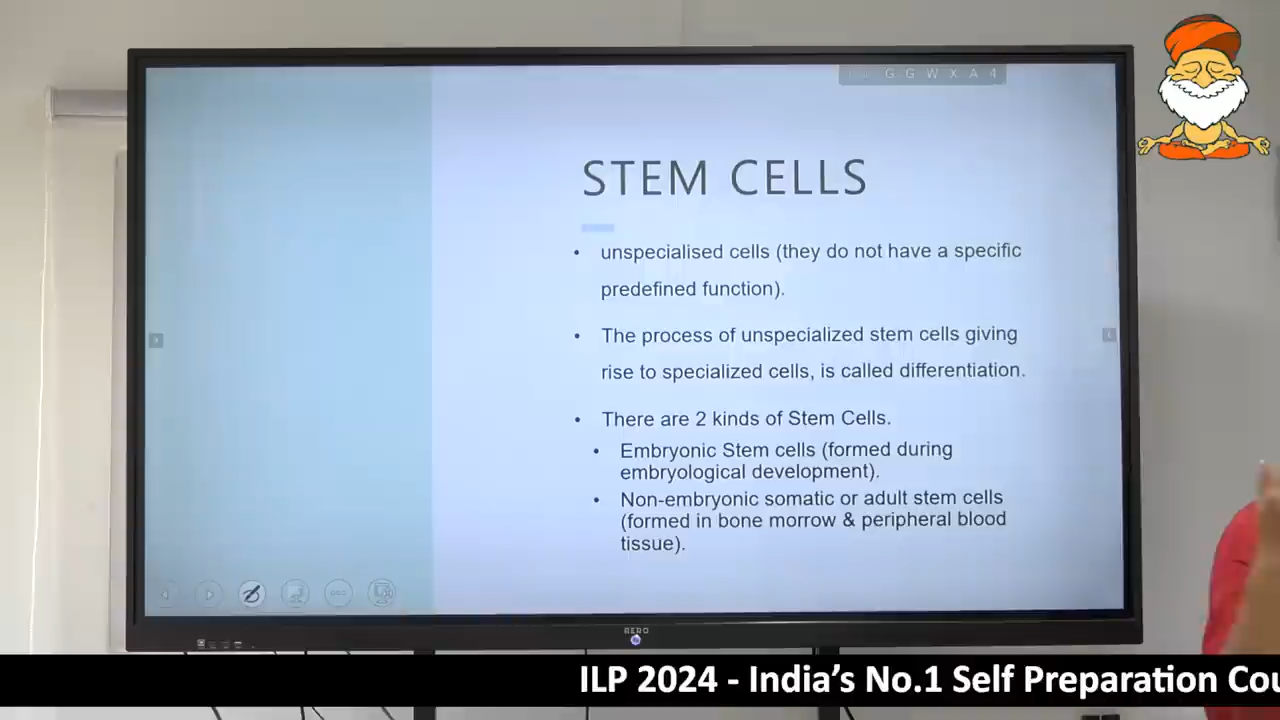 G G W X A 4
STEM CELLS
• unspecialised cells (they do not have a specific
predefined function).
• The process of unspecialized stem cells giving
rise to specialized cells, is called differentiation.
• There are 2 kinds of Stem Cells.
• Embryonic Stem cells (formed during
embryological development).
• Non-embryonic somatic or adult stem cells
(formed in bone morrow & peripheral blood
tissue).
AERO
ILP 2024 - India’s No.1 Self Preparation Cou